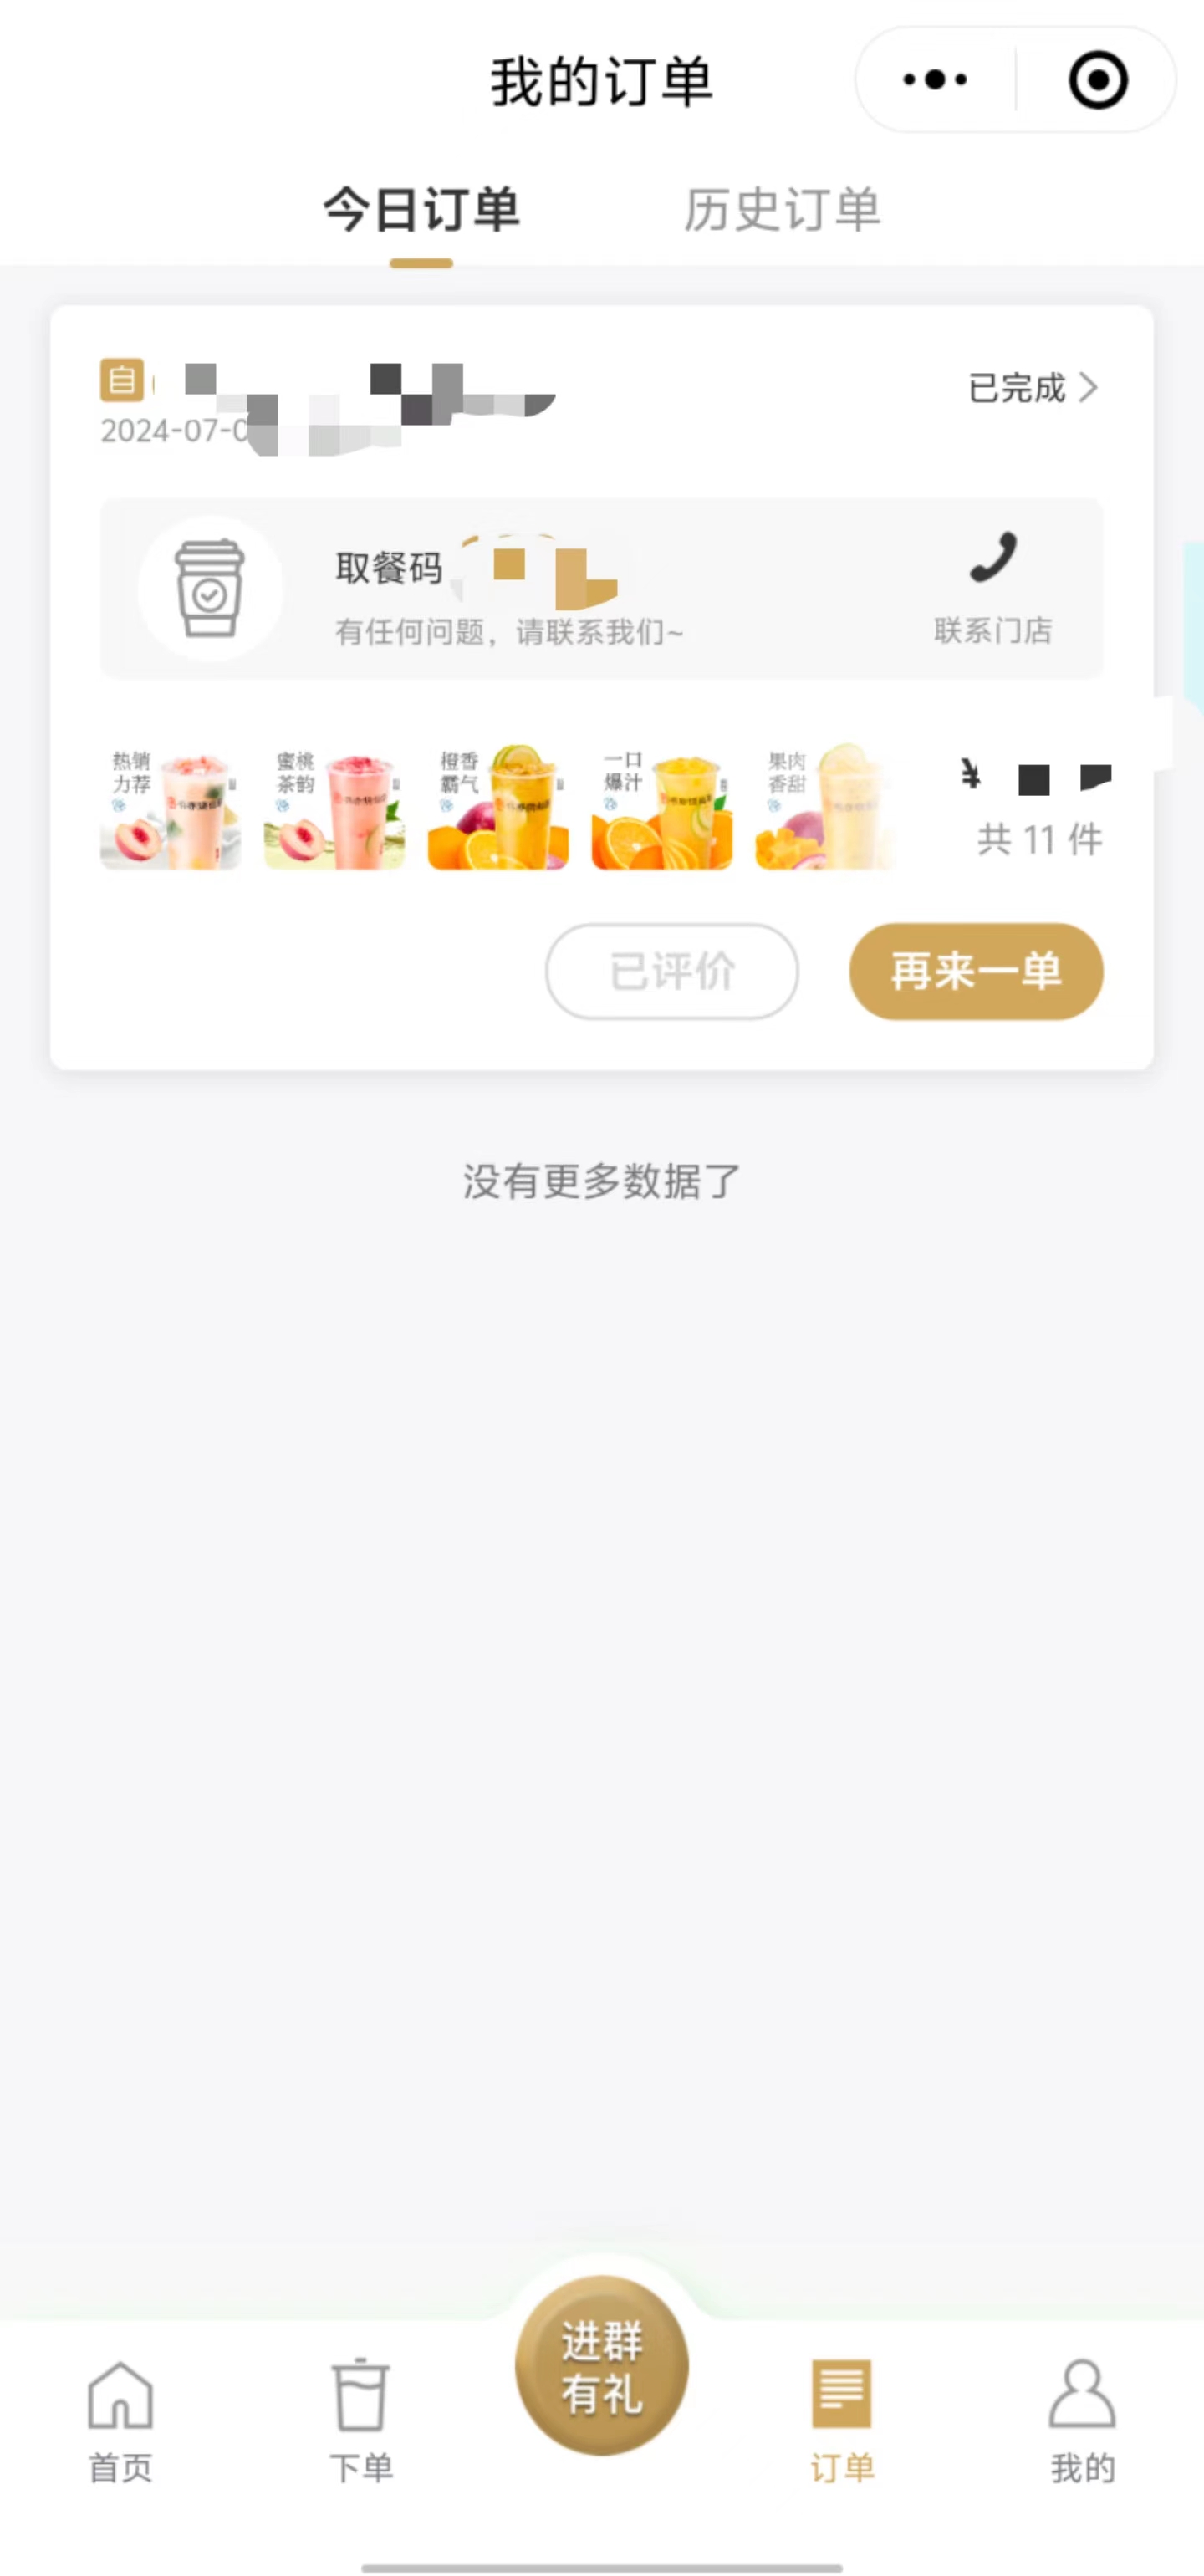 我的订单
今日订单 历史订单
自
已完成
2024-07-0
取餐码
有任何问题，请联系我们~
联系门店
热销
力荐
蜜桃
茶韵
橙香
霸气
一口
爆汁
果肉
香甜
¥
共 11 件
已评价
再来一单
没有更多数据了
进群
有礼
首页
下单
订单
我的